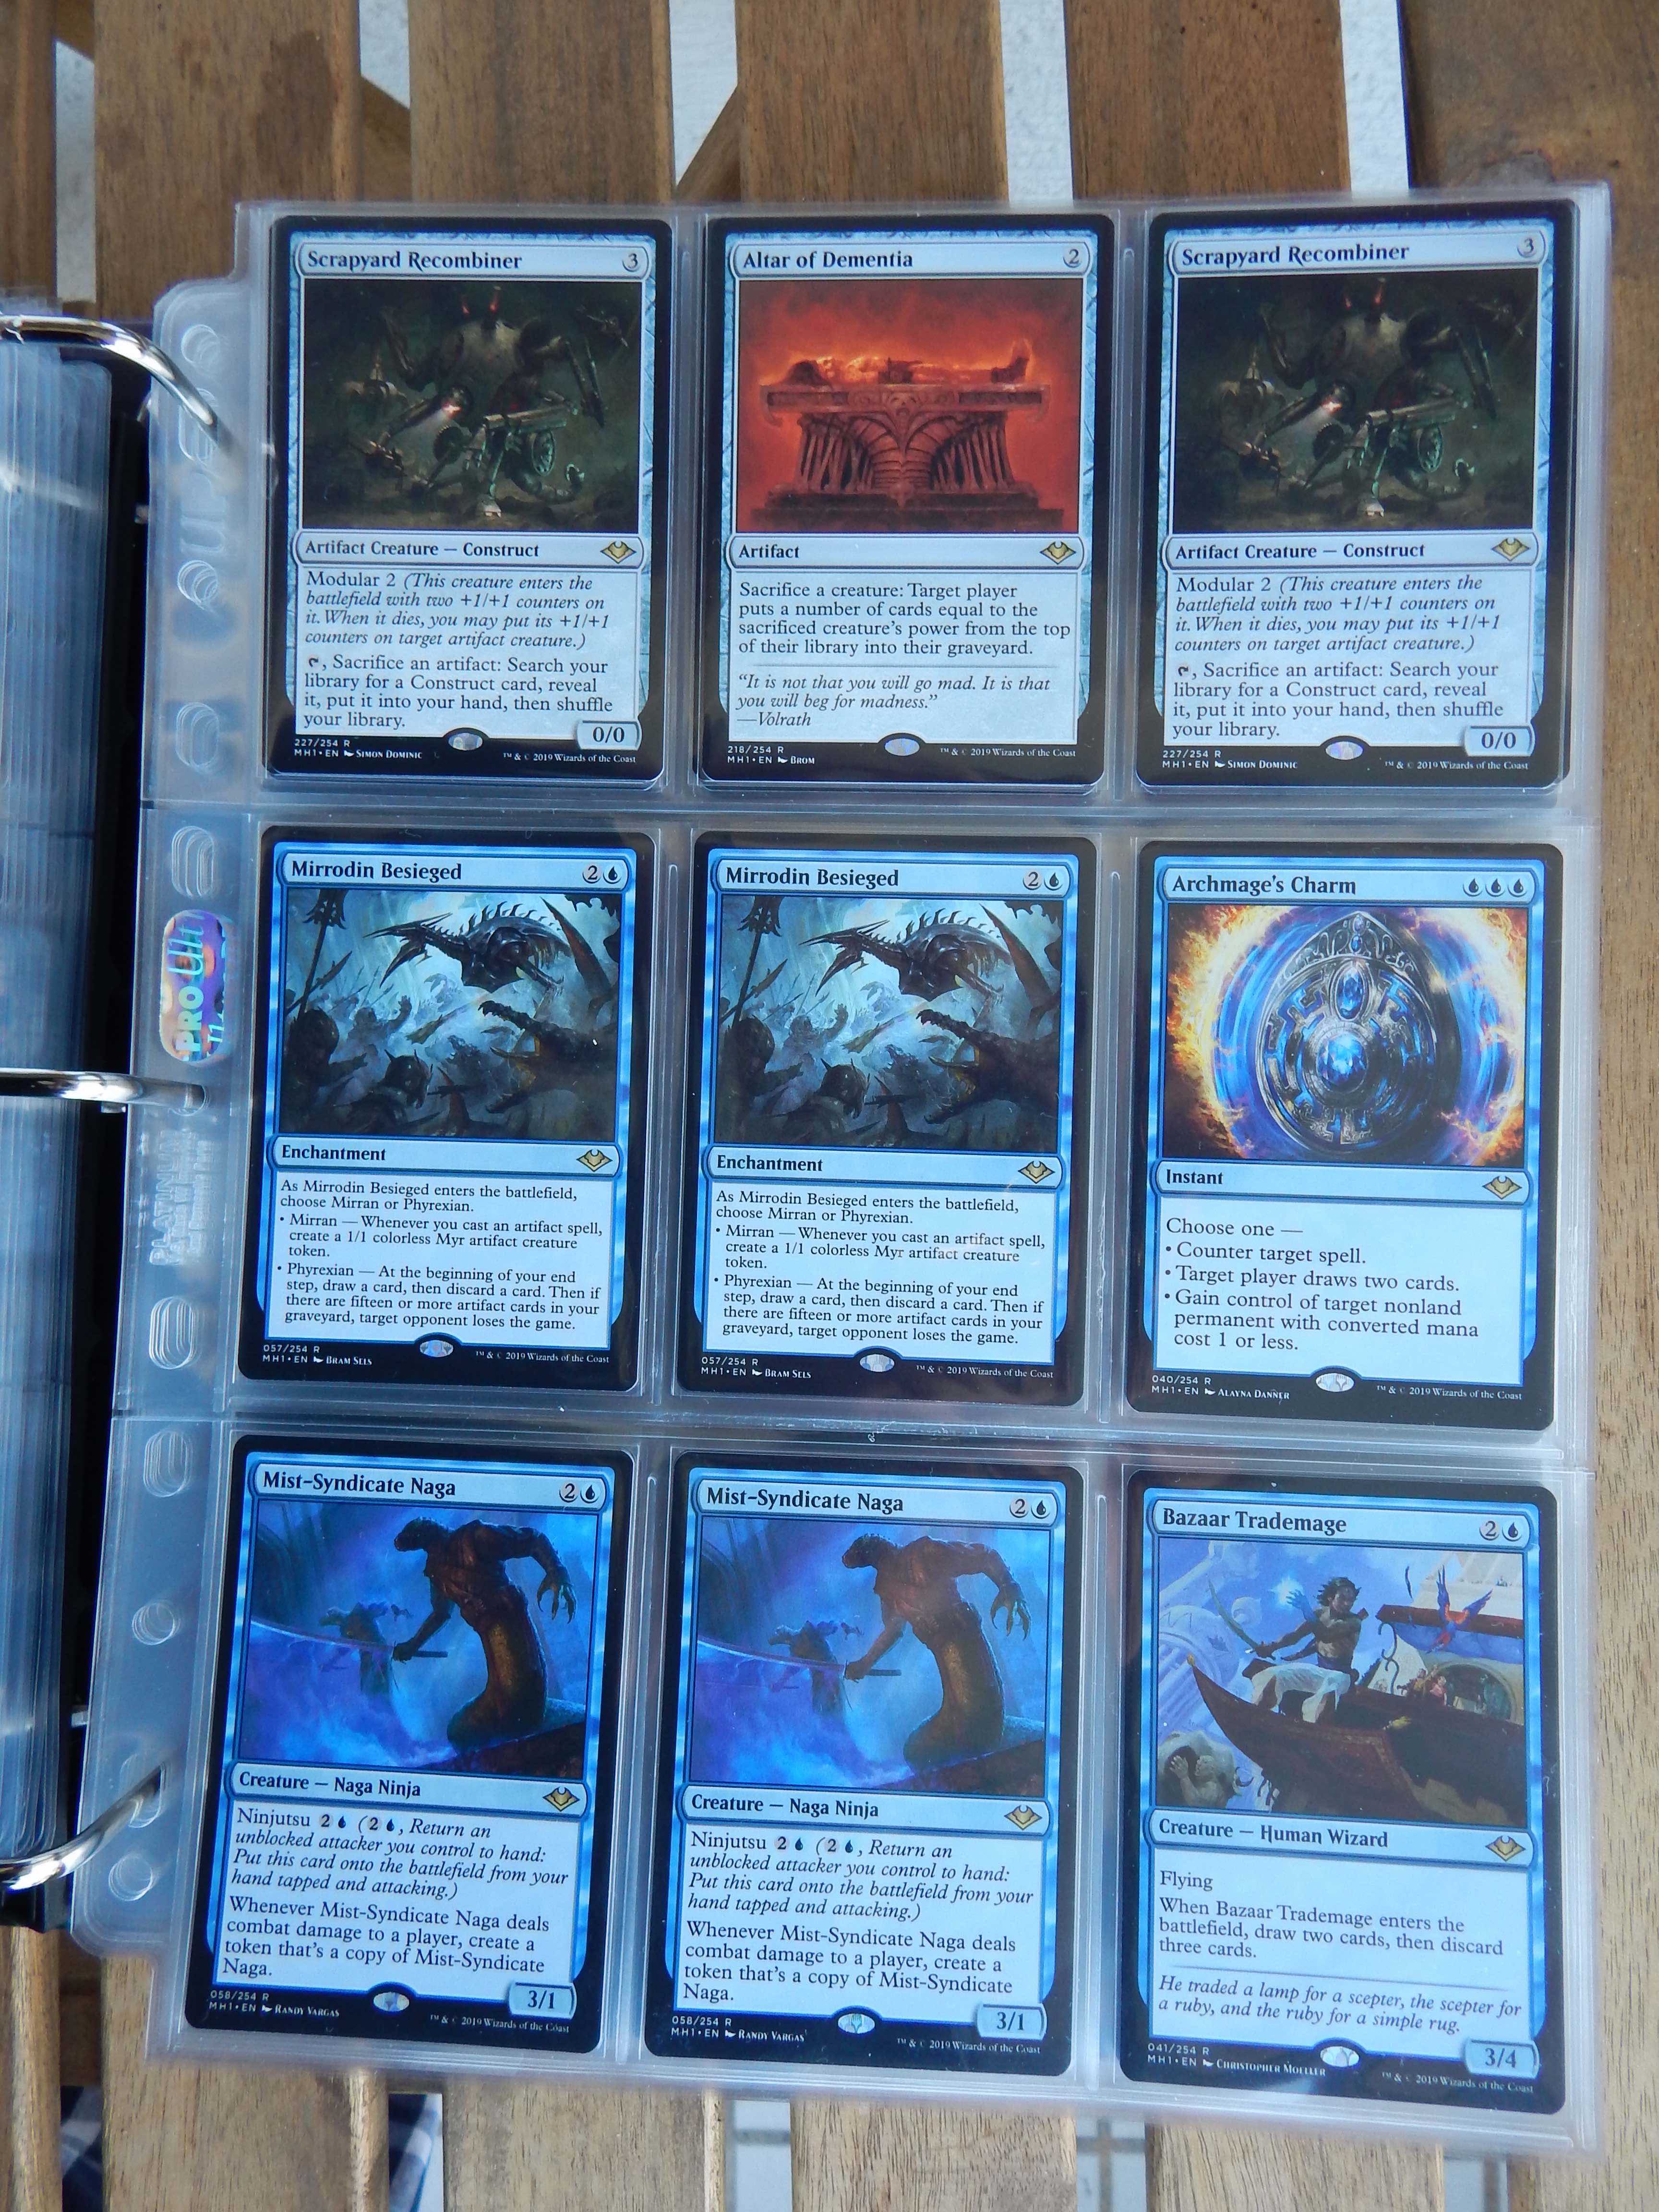 Scrapyard Recombiner 3
Artifact Creature — Construct
Modular 2 (This creature enters the
battlefield with two +1/+1 counters on
it. When it dies, you may put its +1/+1
counters on target artifact creature.)
, Sacrifice an artifact: Search your
library for a Construct card, reveal
it, put it into your hand, then shuffle
your library.
0/0
227/254 R
MH1 • EN SIMON DOMINIC
™ & © 2019 Wizards of the Coast
Altar of Dementia 2
Artifact
Sacrifice a creature: Target player
puts a number of cards equal to the
sacrificed creature's power from the top
of their library into their graveyard.
"It is not that you will go mad. It is that
you will beg for madness."
—Volrath
218/254 R
MH1 • EN BROM
™ & © 2019 Wizards of the Coast
Scrapyard Recombiner 3
Artifact Creature — Construct
Modular 2 (This creature enters the
battlefield with two +1/+1 counters on
it. When it dies, you may put its +1/+1
counters on target artifact creature.)
, Sacrifice an artifact: Search your
library for a Construct card, reveal
it, put it into your hand, then shuffle
your library.
0/0
227/254 R
MH1 • EN SIMON DOMINIC
™ & © 2019 Wizards of the Coast
PRO
Mirrodin Besieged 2
Enchantment
As Mirrodin Besieged enters the battlefield,
choose Mirran or Phyrexian.
• Mirran — Whenever you cast an artifact spell,
create a 1/1 colorless Myr artifact creature
token.
• Phyrexian — At the beginning of your end
step, draw a card, then discard a card. Then if
there are fifteen or more artifact cards in your
graveyard, target opponent loses the game.
057/254 R
MH1 • EN BRAM SELS
™ & © 2019 Wizards of the Coast
Mirrodin Besieged 2
Enchantment
As Mirrodin Besieged enters the battlefield,
choose Mirran or Phyrexian.
• Mirran — Whenever you cast an artifact spell,
create a 1/1 colorless Myr artifact creature
token.
• Phyrexian — At the beginning of your end
step, draw a card, then discard a card. Then if
there are fifteen or more artifact cards in your
graveyard, target opponent loses the game.
057/254 R
MH1 • EN BRAM SELS
™ & © 2019 Wizards of the Coast
Archmage's Charm
Instant
Choose one —
• Counter target spell.
• Target player draws two cards.
• Gain control of target nonland
permanent with converted mana
cost 1 or less.
040/254 R
MH1 • EN ALAYNA DANNER
™ & © 2019 Wizards of the Coast
Mist-Syndicate Naga 2
Creature — Naga Ninja
Ninjutsu 2 (2 , Return an
unblocked attacker you control to hand:
Put this card onto the battlefield from your
hand tapped and attacking.)
Whenever Mist-Syndicate Naga deals
combat damage to a player, create a
token that's a copy of Mist-Syndicate
Naga.
3/1
058/254 R
MH1 • EN RANDY VARGAS
™ & © 2019 Wizards of the Coast
Mist-Syndicate Naga 2
Creature — Naga Ninja
Ninjutsu 2 (2 , Return an
unblocked attacker you control to hand:
Put this card onto the battlefield from your
hand tapped and attacking.)
Whenever Mist-Syndicate Naga deals
combat damage to a player, create a
token that's a copy of Mist-Syndicate
Naga.
3/1
058/254 R
MH1 • EN RANDY VARGAS
™ & © 2019 Wizards of the Coast
Bazaar Trademage 2
Creature — Human Wizard
Flying
When Bazaar Trademage enters the
battlefield, draw two cards, then discard
three cards.
He traded a lamp for a scepter, the scepter for
a ruby, and the ruby for a simple rug.
3/4
041/254 R
MH1 • EN CHRISTOPHER MOELLER
™ & © 2019 Wizards of the Coast